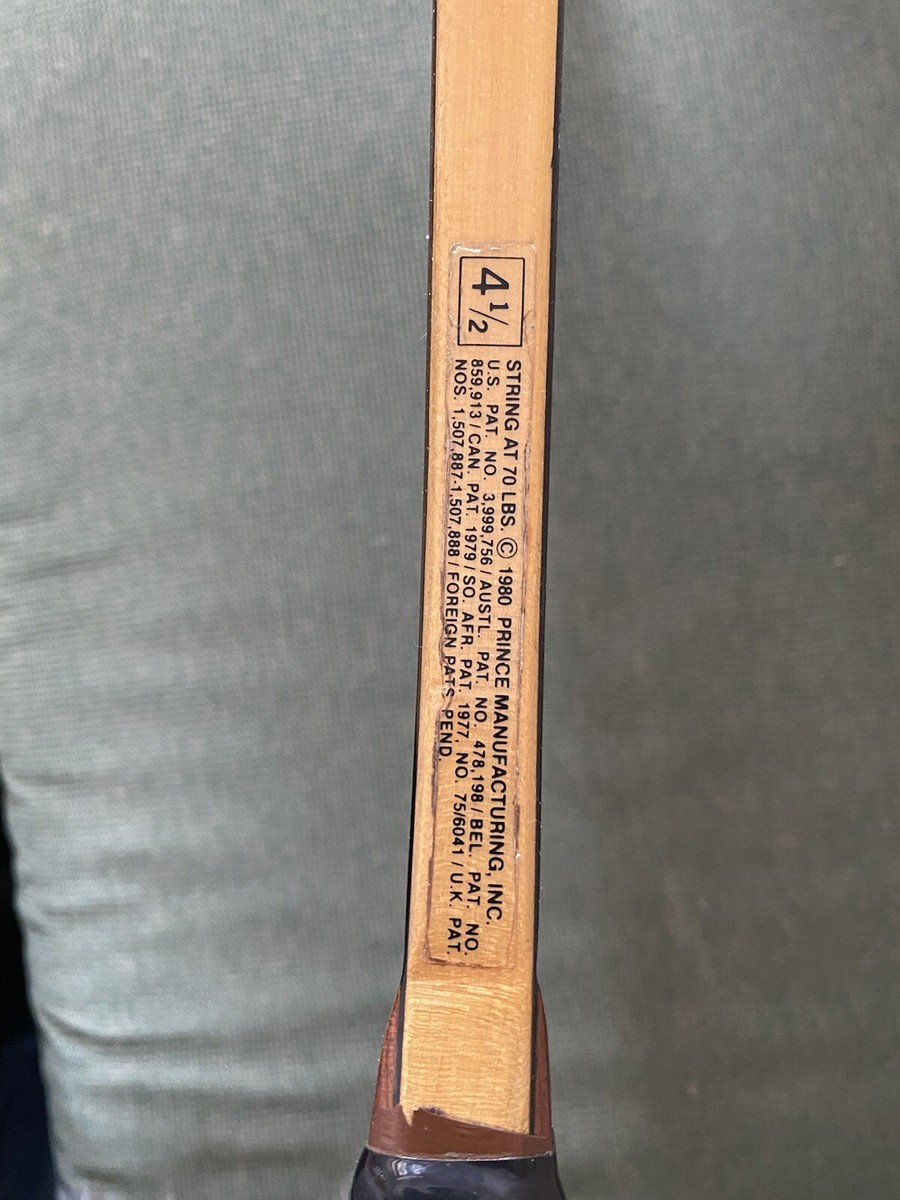 4 1/2
STRING AT 70 LBS. © 1980 PRINCE MANUFACTURING, INC.
U.S. PAT. NO. 3,999,756 / AUSTL. PAT. NO. 478,198 / BEL. PAT. NO.
859,913 / CAN. PAT. 1979 / SO. AFR. PAT. 1977, NO. 75/6041 / U.K. PAT.
NOS. 1,507,887-1,507,888 / FOREIGN PATS. PEND.